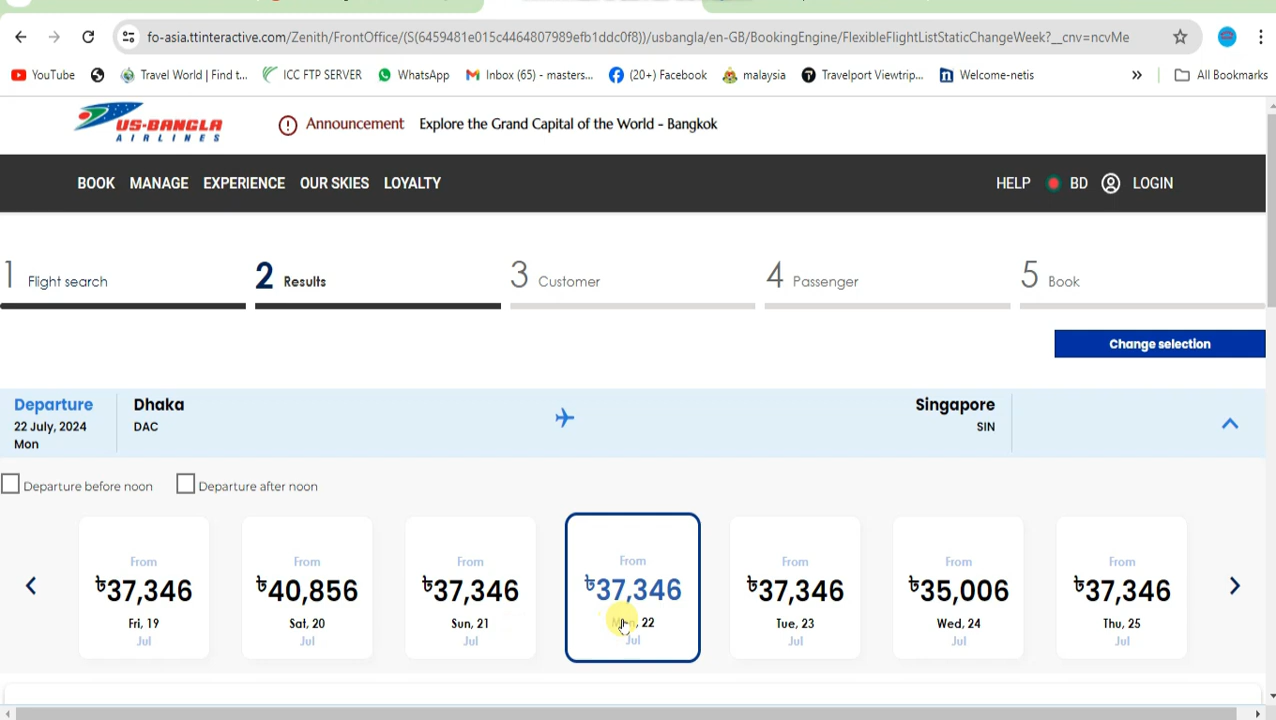 fo-asia.ttinteractive.com/Zenith/FrontOffice/(S(6459481e015c4464807989efb1ddc0f8))/usbangla/en-GB/BookingEngine/FlexibleFlightListStaticChangeWeek?__cnv=ncvMe
YouTube Travel World | Find t... ICC FTP SERVER WhatsApp Inbox (65) - masters... (20+) Facebook malaysia Travelport Viewtrip... Welcome-netis » All Bookmarks
US-BANGLA
AIRLINES
Announcement Explore the Grand Capital of the World - Bangkok
BOOK MANAGE EXPERIENCE OUR SKIES LOYALTY HELP BD LOGIN
1 Flight search 2 Results 3 Customer 4 Passenger 5 Book
Change selection
Departure Dhaka Singapore
22 July, 2024 DAC SIN
Mon
Departure before noon Departure after noon
From From From From From From From
৳37,346 ৳40,856 ৳37,346 ৳37,346 ৳37,346 ৳35,006 ৳37,346
Fri, 19 Sat, 20 Sun, 21 Mon, 22 Tue, 23 Wed, 24 Thu, 25
Jul Jul Jul Jul Jul Jul Jul